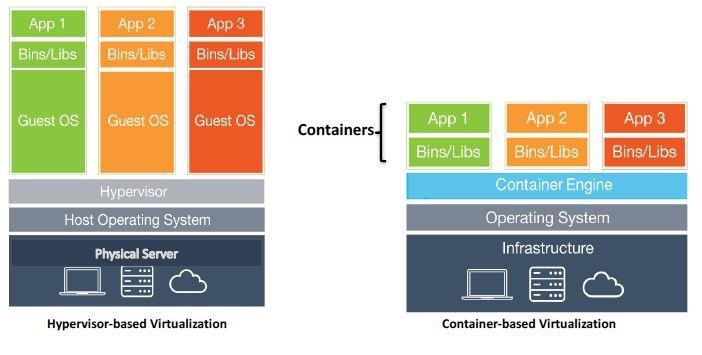 App 1
App 2
App 3
Bins/Libs
Bins/Libs
Bins/Libs
Guest OS
Guest OS
Guest OS
Hypervisor
Host Operating System
Physical Server
Hypervisor-based Virtualization
Containers
App 1
App 2
App 3
Bins/Libs
Bins/Libs
Bins/Libs
Container Engine
Operating System
Infrastructure
Container-based Virtualization